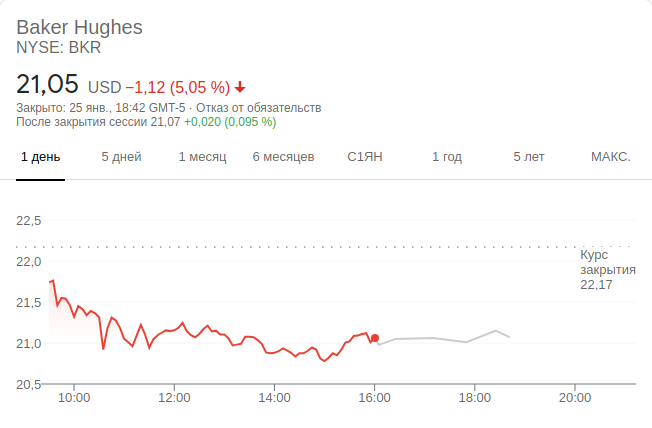 Baker Hughes
NYSE: BKR
21,05 USD −1,12 (5,05 %)
Закрыто: 25 янв., 18:42 GMT-5 · Отказ от обязательств
После закрытия сессии 21,07 +0,020 (0,095 %)
1 день 5 дней 1 месяц 6 месяцев С1ЯН 1 год 5 лет МАКС.
22,5
Курс
закрытия
22,17
22,0
21,5
21,0
20,5
10:00 12:00 14:00 16:00 18:00 20:00